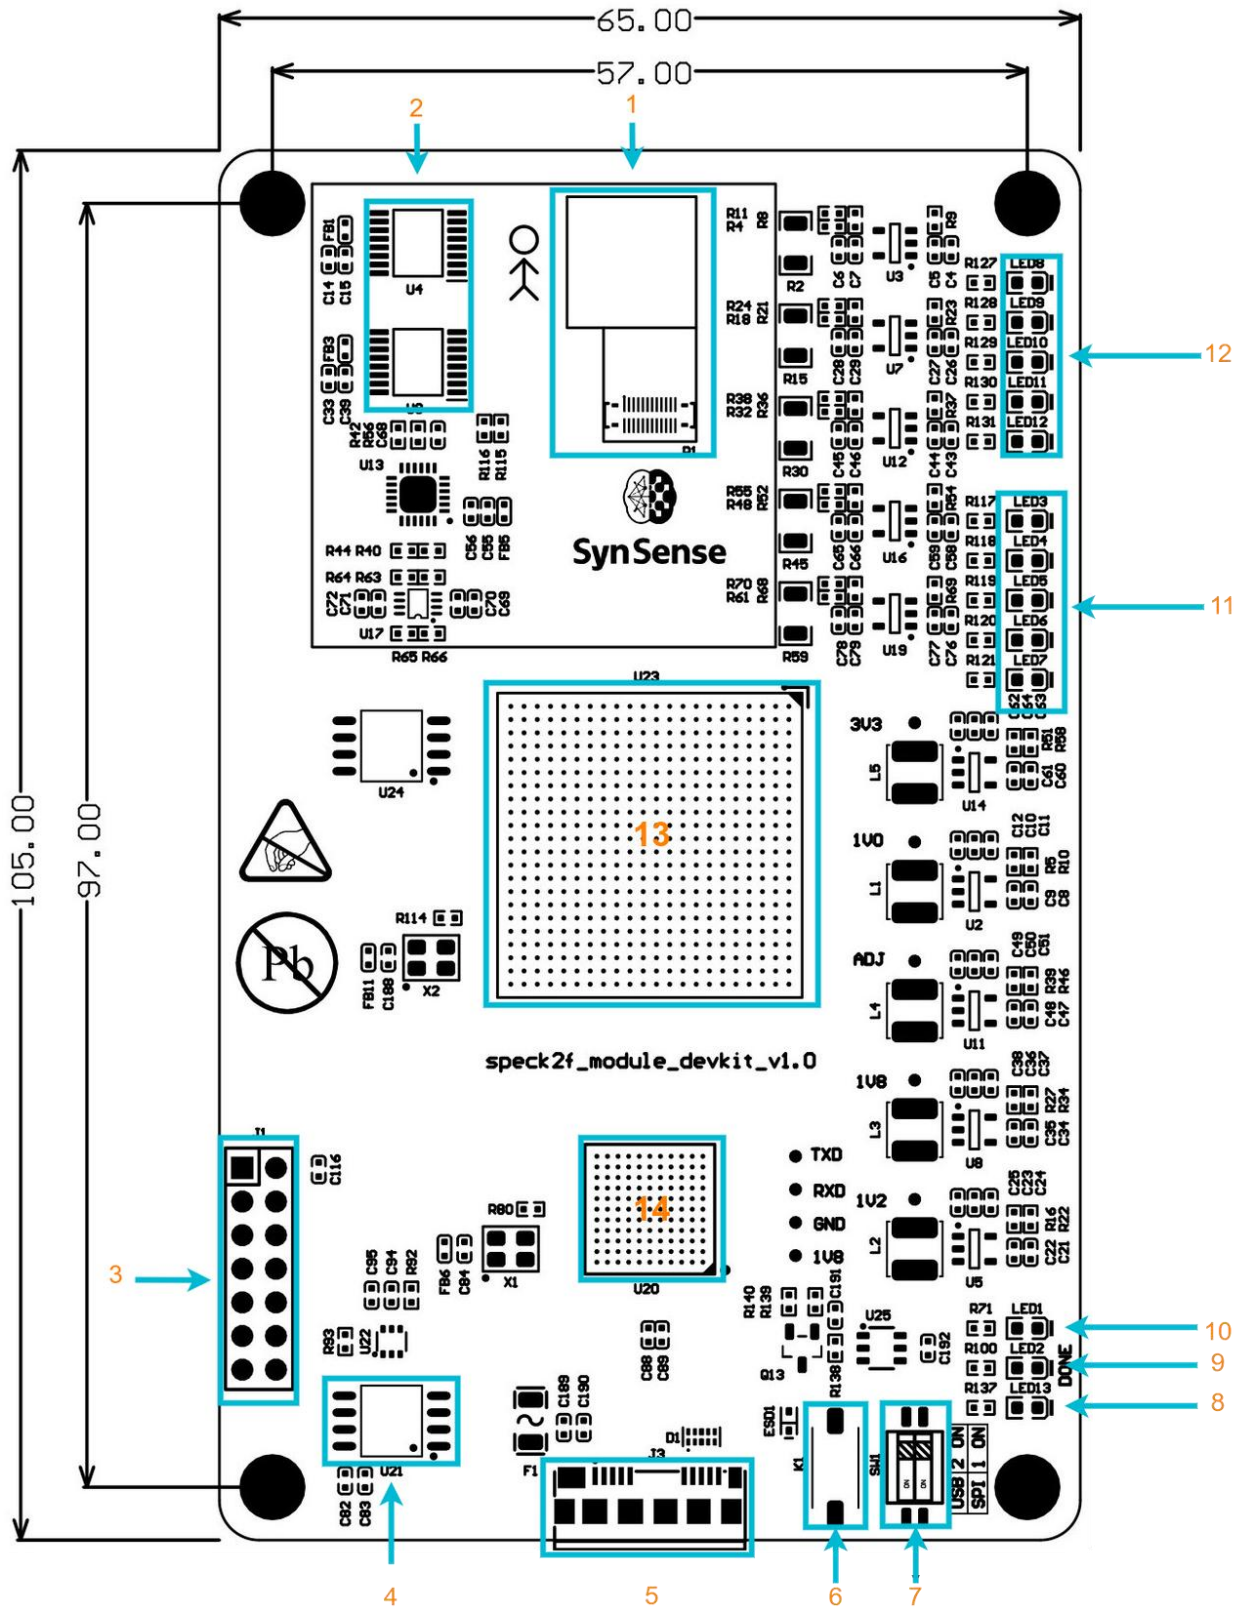 65.00
57.00
2
1
105.00
97.00
FB1
C14
C15
U4
FB3
C33
C39
R42
R56
C68
U13
R116
R115
C56
C55
FB5
R44 R40
R64 R63
C72
C71
C70
C69
U17
R65 R66
SynSense
R11
R4
R8
R2
C6
C7
U3
C5
C4
R9
R24
R18
R21
R15
C28
C29
U7
C27
C26
R23
R38
R32
R36
R30
C45
C46
U12
C44
C43
R37
R55
R48
R52
R45
C65
C66
U16
C59
C58
R54
R70
R61
R68
R59
C78
C79
U19
C77
C76
R69
R127
LED8
R128
LED9
R129
LED10
R130
LED11
R131
LED12
12
R117
LED3
R118
LED4
R119
LED5
R120
LED6
R121
LED7
11
U23
13
U24
3V3
L5
C62
C64
C63
R51
R58
C61
C60
U14
1V0
L1
C12
C10
C11
R5
R10
C9
C8
U2
Pb
R114
FB11
C188
X2
ADJ
L4
C49
C50
C51
R39
R46
C48
C47
U11
speck2f_module_devkit_v1.0
1V8
L3
C38
C36
C37
R27
R34
C35
C34
U8
J1
C116
3
14
U20
TXD
RXD
GND
1V8
1V2
L2
C25
C23
C24
R16
R22
C22
C21
U5
R80
FB6
C84
X1
C95
C94
R92
R93
U22
C88
C89
R140
R139
C191
Q13
R138
U25
C192
R71
LED1
10
R100
LED2
9
DONE
R137
LED13
8
U21
C82
C83
4
F1
C189
C190
D1
J3
5
ESD1
K1
6
SW1
ON
ON
7
USB 2 ON
SPI 1 ON